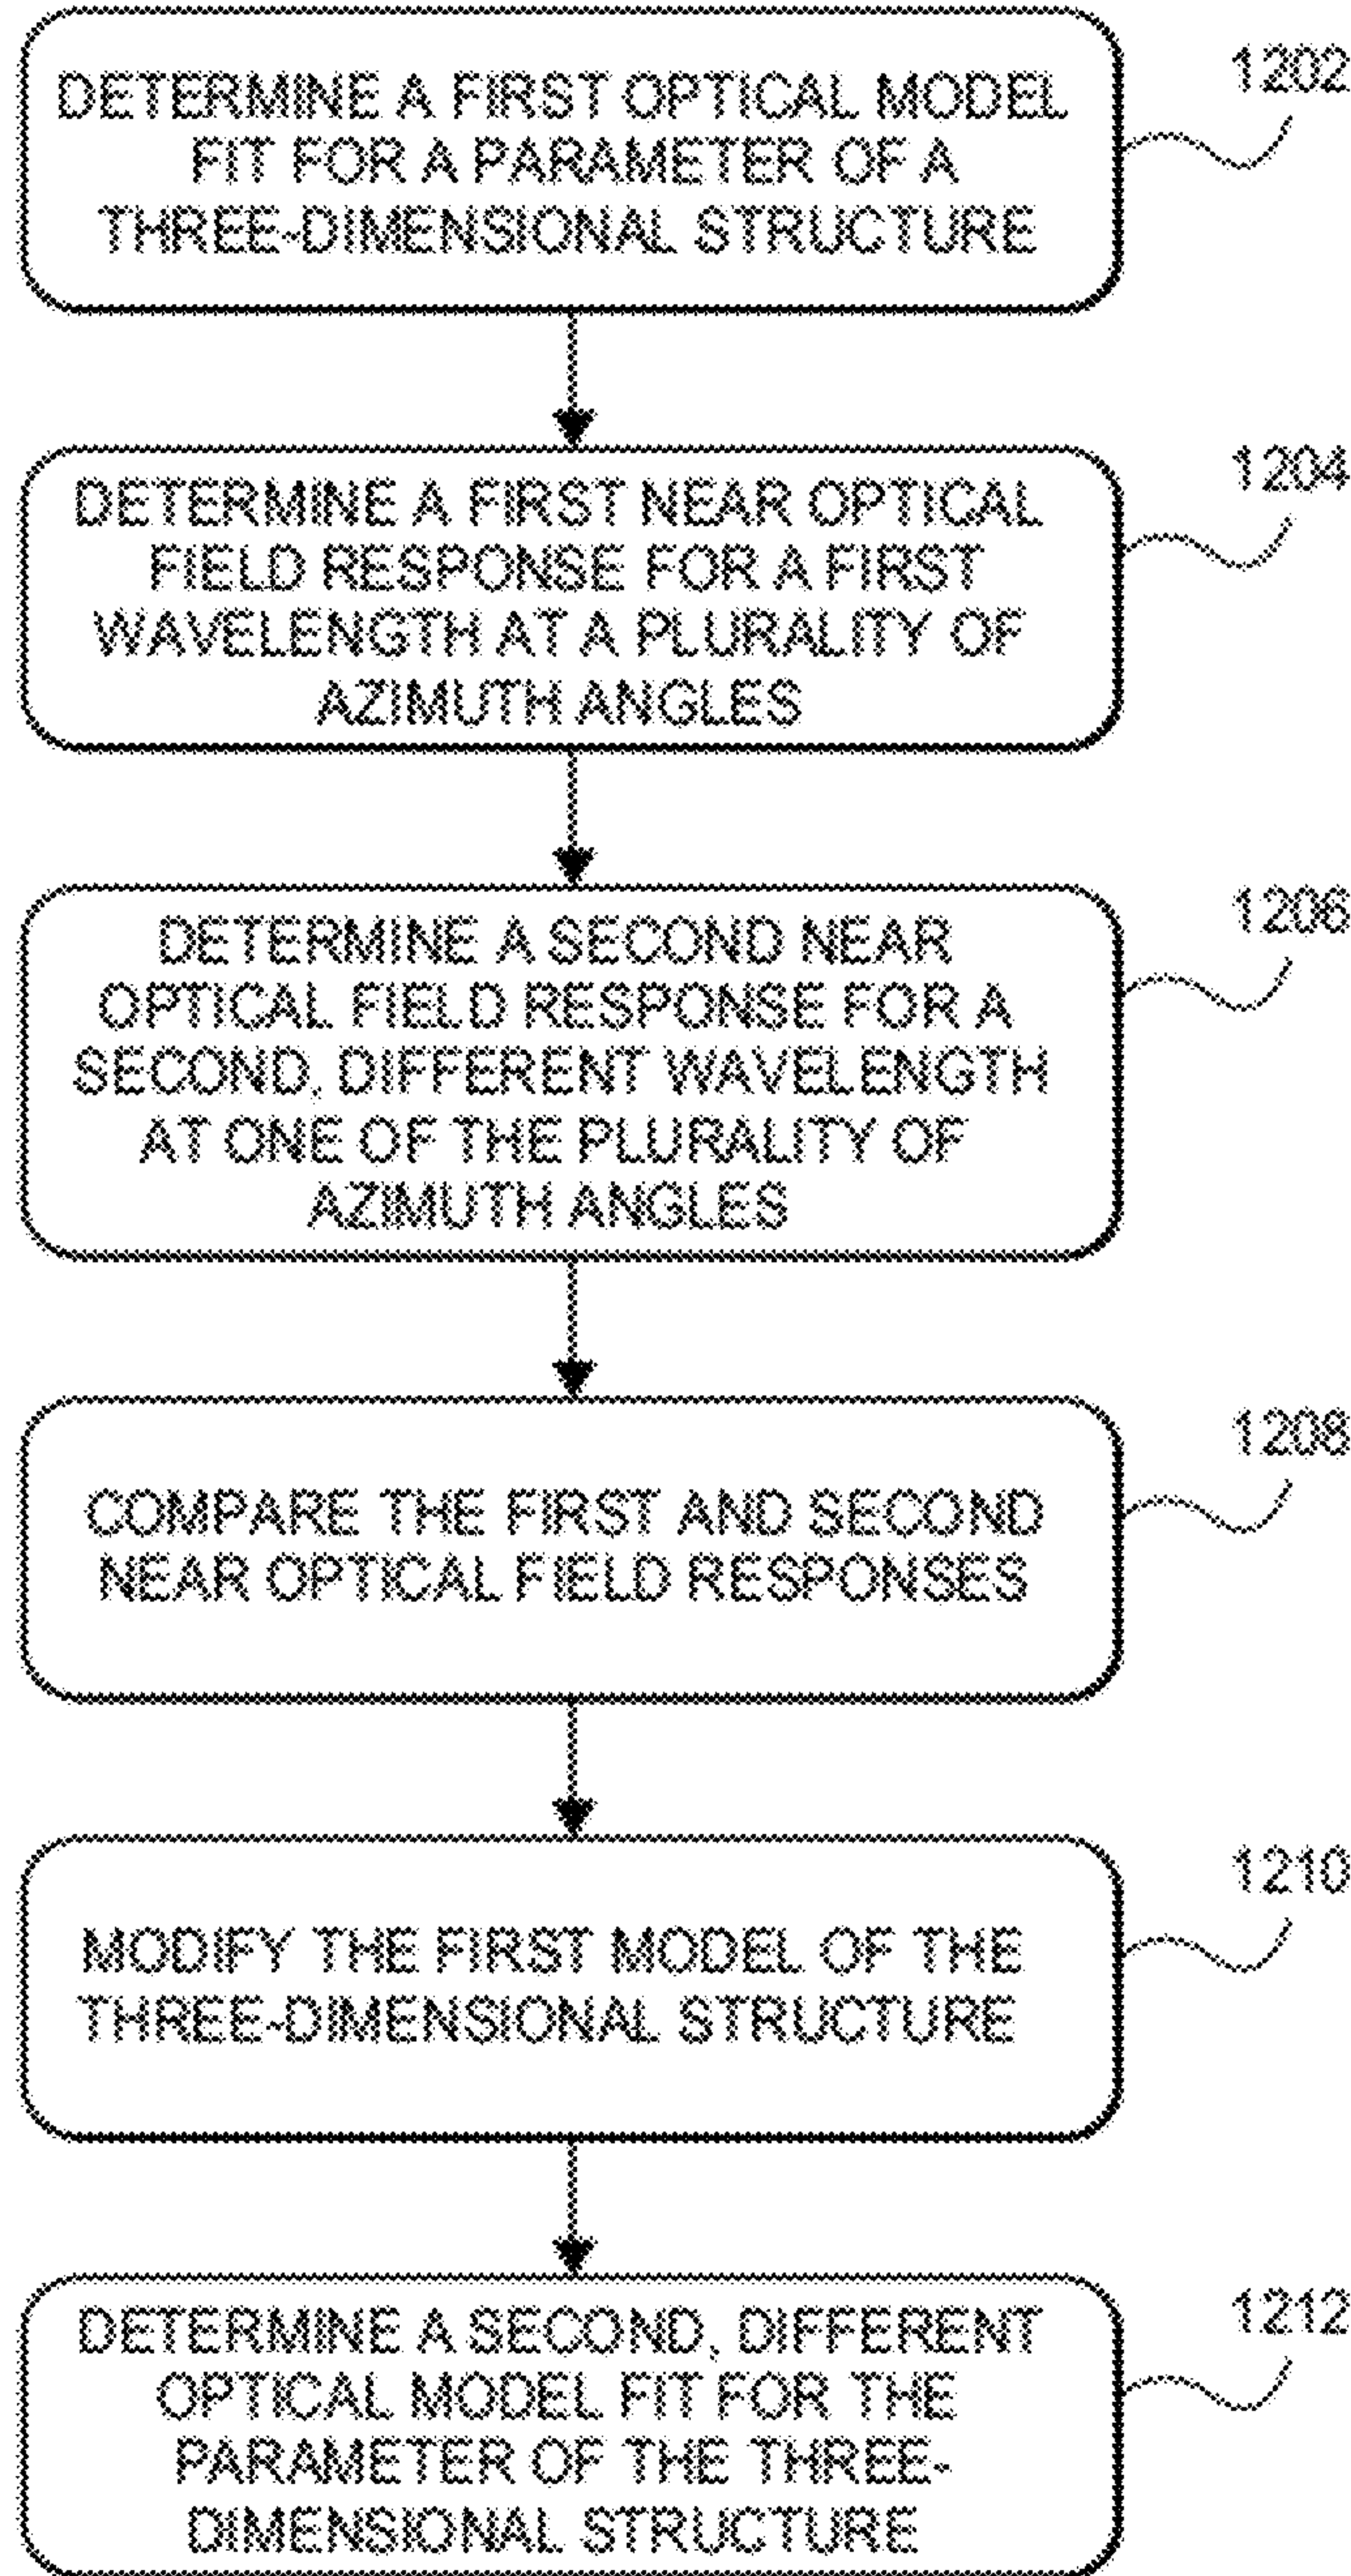 DETERMINE A FIRST OPTICAL MODEL
FIT FOR A PARAMETER OF A
THREE-DIMENSIONAL STRUCTURE
1202
DETERMINE A FIRST NEAR OPTICAL
FIELD RESPONSE FOR A FIRST
WAVELENGTH AT A PLURALITY OF
AZIMUTH ANGLES
1204
DETERMINE A SECOND NEAR
OPTICAL FIELD RESPONSE FOR A
SECOND, DIFFERENT WAVELENGTH
AT ONE OF THE PLURALITY OF
AZIMUTH ANGLES
1206
COMPARE THE FIRST AND SECOND
NEAR OPTICAL FIELD RESPONSES
1208
MODIFY THE FIRST MODEL OF THE
THREE-DIMENSIONAL STRUCTURE
1210
DETERMINE A SECOND, DIFFERENT
OPTICAL MODEL FIT FOR THE
PARAMETER OF THE THREE-
DIMENSIONAL STRUCTURE
1212